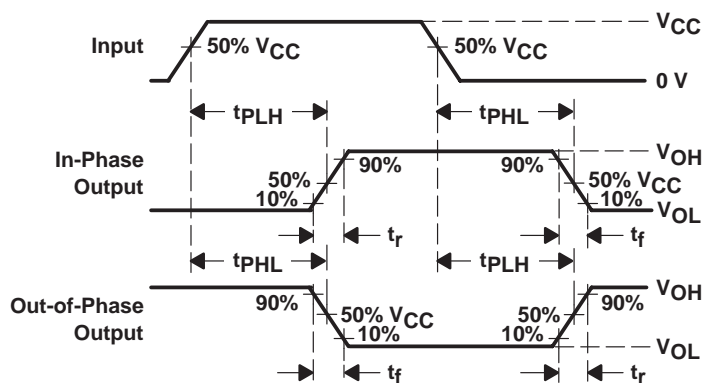 Input
50% VCC
50% VCC
VCC
0 V
tPLH
tPHL
In-Phase
Output
50%
10%
90%
90%
50% VCC
10%
VOH
VOL
tr
tf
tPHL
tPLH
Out-of-Phase
Output
90%
50% VCC
10%
50%
10%
90%
VOH
VOL
tf
tr